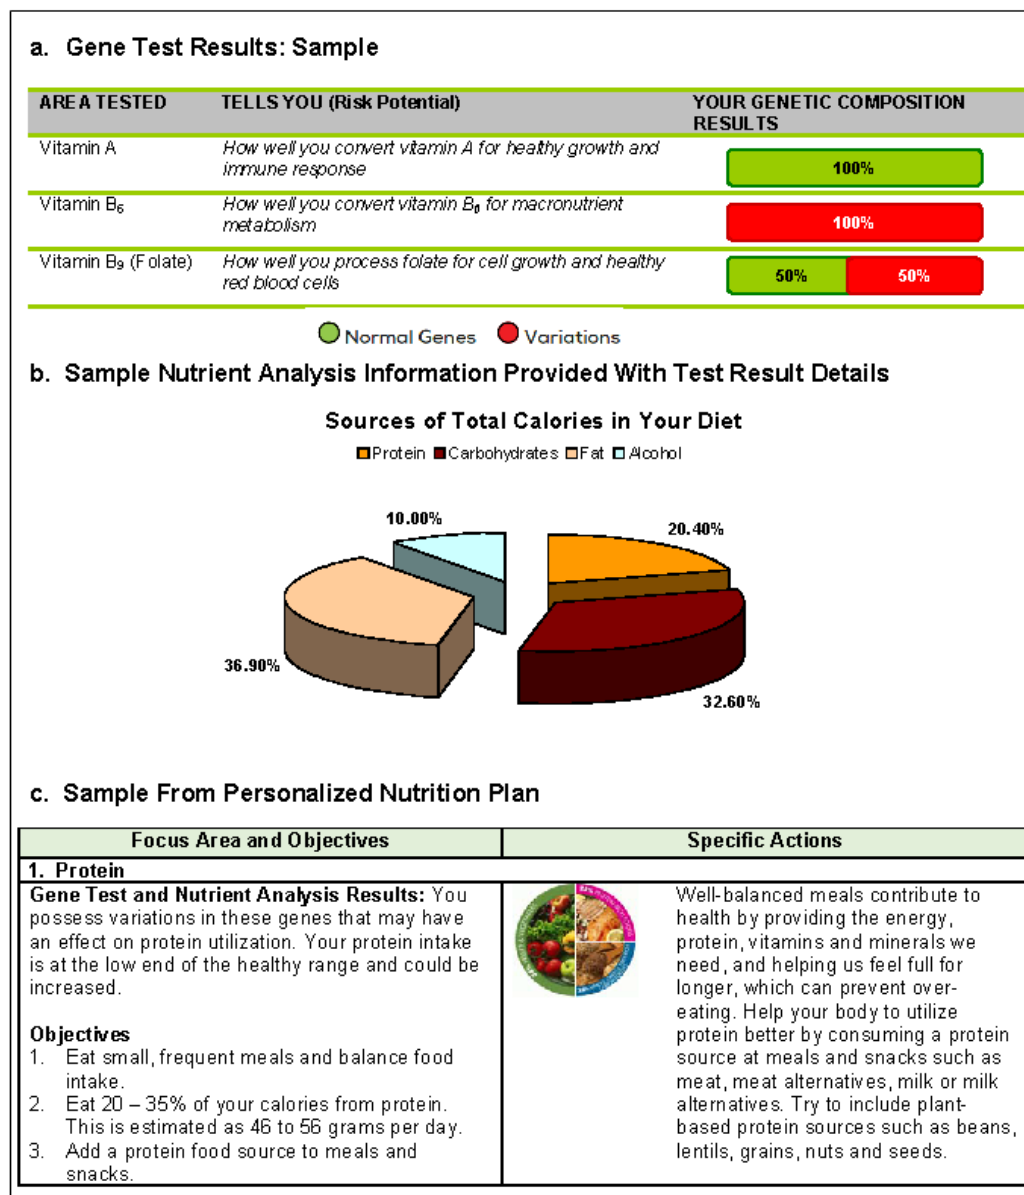 a. Gene Test Results: Sample
AREA TESTED TELLS YOU (Risk Potential) YOUR GENETIC COMPOSITION
RESULTS
Vitamin A How well you convert vitamin A for healthy growth and
immune response
100%
Vitamin B₆ How well you convert vitamin B₆ for macronutrient
metabolism
100%
Vitamin B₉ (Folate) How well you process folate for cell growth and healthy
red blood cells
50% 50%
Normal Genes Variations
b. Sample Nutrient Analysis Information Provided With Test Result Details
Sources of Total Calories in Your Diet
Protein Carbohydrates Fat Alcohol
10.00%
20.40%
36.90%
32.60%
c. Sample From Personalized Nutrition Plan
Focus Area and Objectives Specific Actions
1. Protein
Gene Test and Nutrient Analysis Results: You
possess variations in these genes that may have
an effect on protein utilization. Your protein intake
is at the low end of the healthy range and could be
increased.
Objectives
1. Eat small, frequent meals and balance food
intake.
2. Eat 20 – 35% of your calories from protein.
This is estimated as 46 to 56 grams per day.
3. Add a protein food source to meals and
snacks.
Well-balanced meals contribute to
health by providing the energy,
protein, vitamins and minerals we
need, and helping us feel full for
longer, which can prevent over-
eating. Help your body to utilize
protein better by consuming a protein
source at meals and snacks such as
meat, meat alternatives, milk or milk
alternatives. Try to include plant-
based protein sources such as beans,
lentils, grains, nuts and seeds.